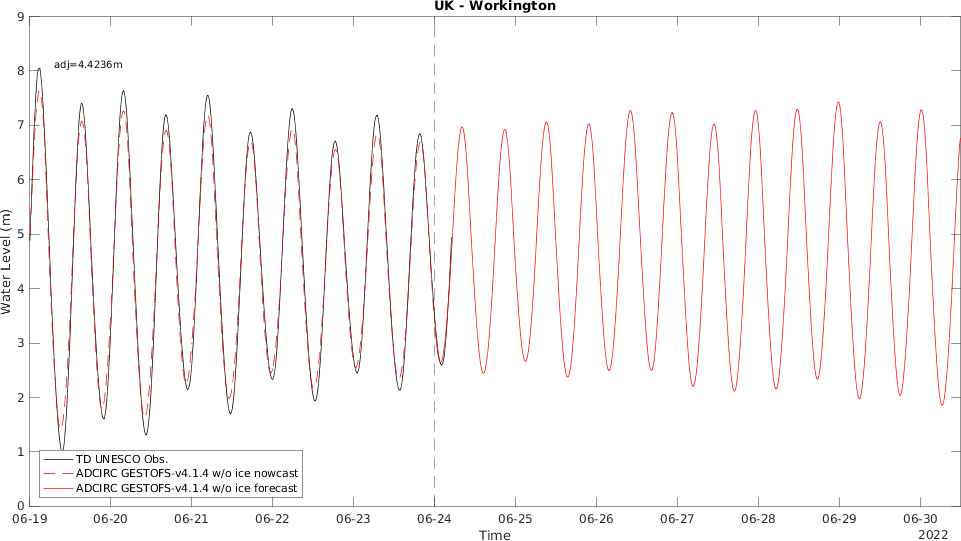 UK - Workington
9
8
7
6
5
4
3
2
1
0
Water Level (m)
adj=4.4236m
TD UNESCO Obs.
ADCIRC GESTOFS-v4.1.4 w/o ice nowcast
ADCIRC GESTOFS-v4.1.4 w/o ice forecast
06-19 06-20 06-21 06-22 06-23 06-24 06-25 06-26 06-27 06-28 06-29 06-30
Time
2022